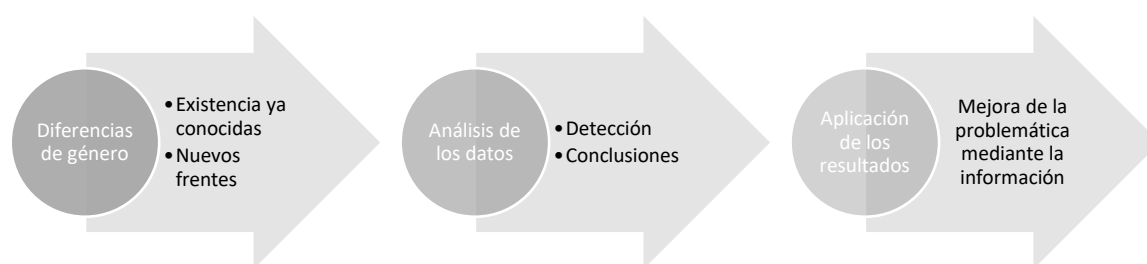 Diferencias
de género
•Existencia ya
conocidas
•Nuevos
frentes
Análisis de
los datos
•Detección
•Conclusiones
Aplicación
de los
resultados
Mejora de la
problemática
mediante la
información